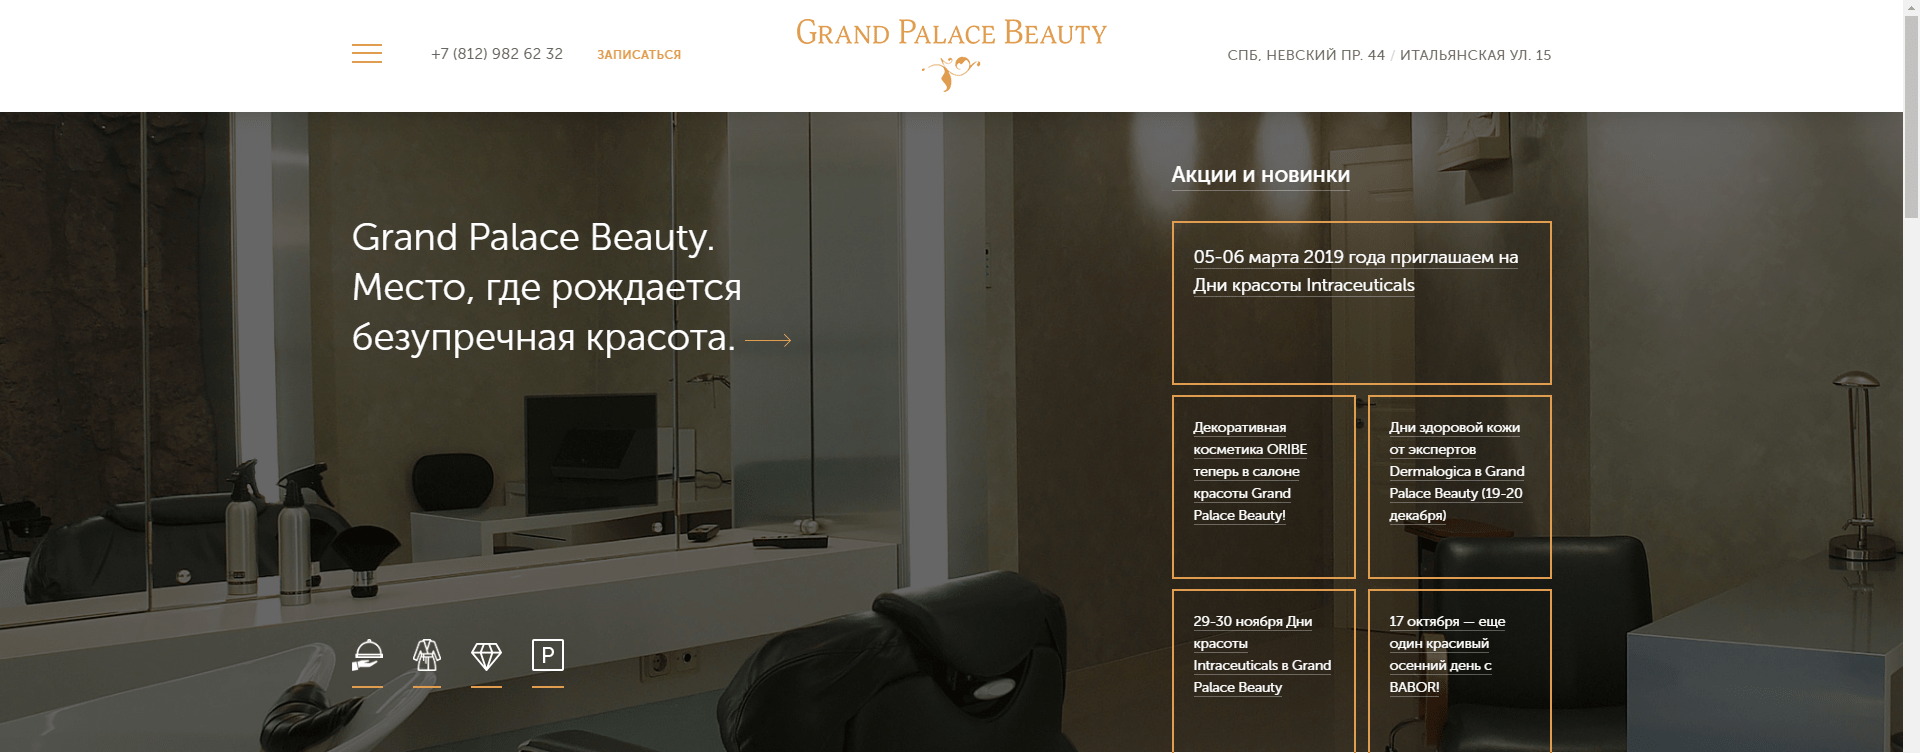 +7 (812) 982 62 32
ЗАПИСАТЬСЯ
GRAND PALACE BEAUTY
СПБ, НЕВСКИЙ ПР. 44 / ИТАЛЬЯНСКАЯ УЛ. 15
Grand Palace Beauty.
Место, где рождается
безупречная красота.
Акции и новинки
05-06 марта 2019 года приглашаем на
Дни красоты Intraceuticals
Декоративная
косметика ORIBE
теперь в салоне
красоты Grand
Palace Beauty!
Дни здоровой кожи
от экспертов
Dermalogica в Grand
Palace Beauty (19-20
декабря)
29-30 ноября Дни
красоты
Intraceuticals в Grand
Palace Beauty
17 октября — еще
один красивый
осенний день с
BABOR!
P